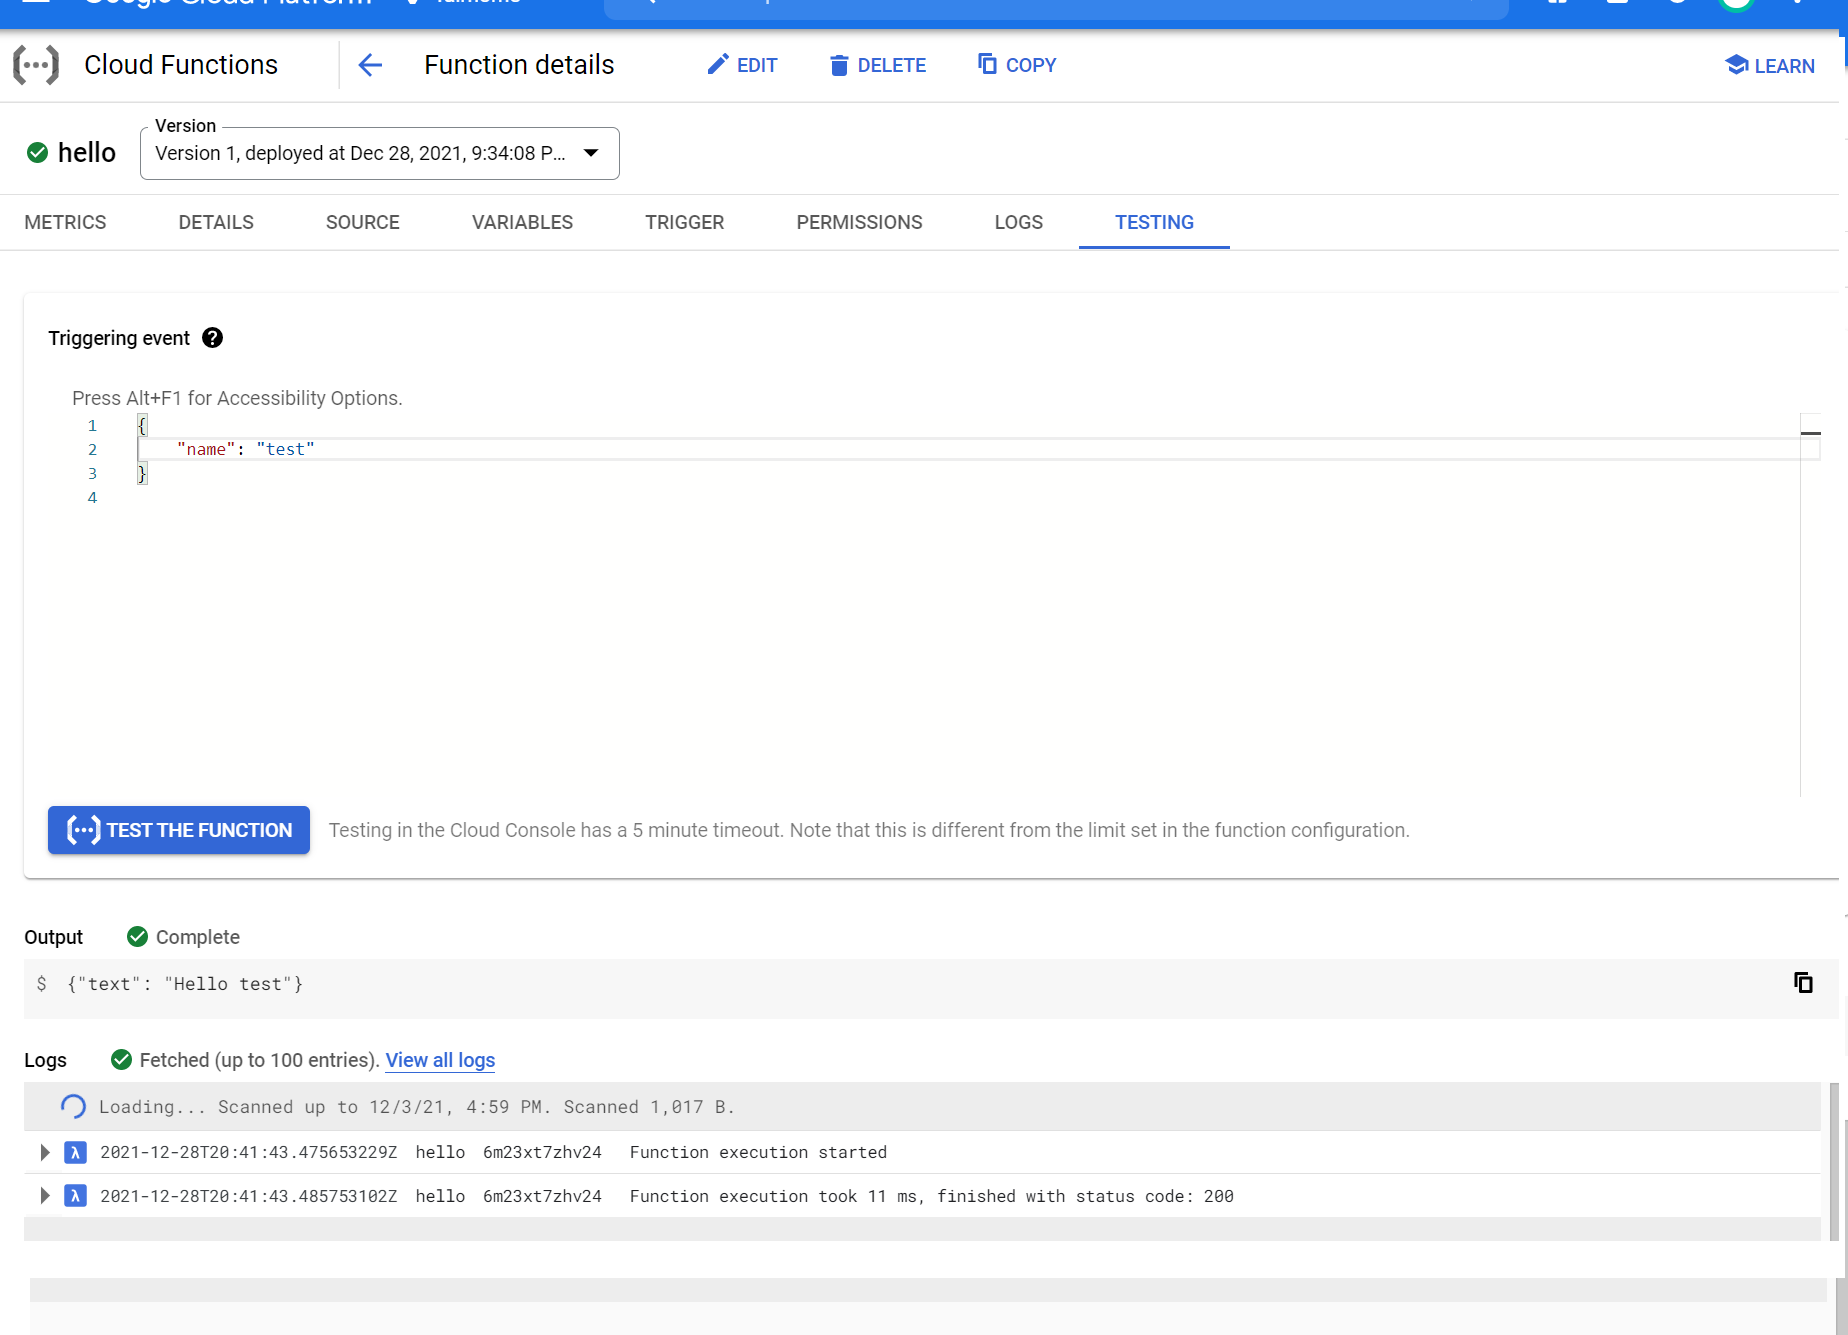 Google Cloud Platform
Cloud Functions
Function details
EDIT
DELETE
COPY
LEARN
hello
Version
Version 1, deployed at Dec 28, 2021, 9:34:08 P...
METRICS
DETAILS
SOURCE
VARIABLES
TRIGGER
PERMISSIONS
LOGS
TESTING
Triggering event
Press Alt+F1 for Accessibility Options.
1 {
2 "name": "test"
3 }
4
TEST THE FUNCTION
Testing in the Cloud Console has a 5 minute timeout. Note that this is different from the limit set in the function configuration.
Output
Complete
$ {"text": "Hello test"}
Logs
Fetched (up to 100 entries). View all logs
Loading... Scanned up to 12/3/21, 4:59 PM. Scanned 1,017 B.
λ 2021-12-28T20:41:43.475653229Z hello 6m23xt7zhv24 Function execution started
λ 2021-12-28T20:41:43.485753102Z hello 6m23xt7zhv24 Function execution took 11 ms, finished with status code: 200